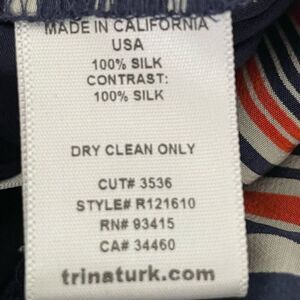 MADE IN CALIFORNIA
USA
100% SILK
CONTRAST:
100% SILK
DRY CLEAN ONLY
CUT# 3536
STYLE# R121610
RN# 93415
CA# 34460
trinaturk.com